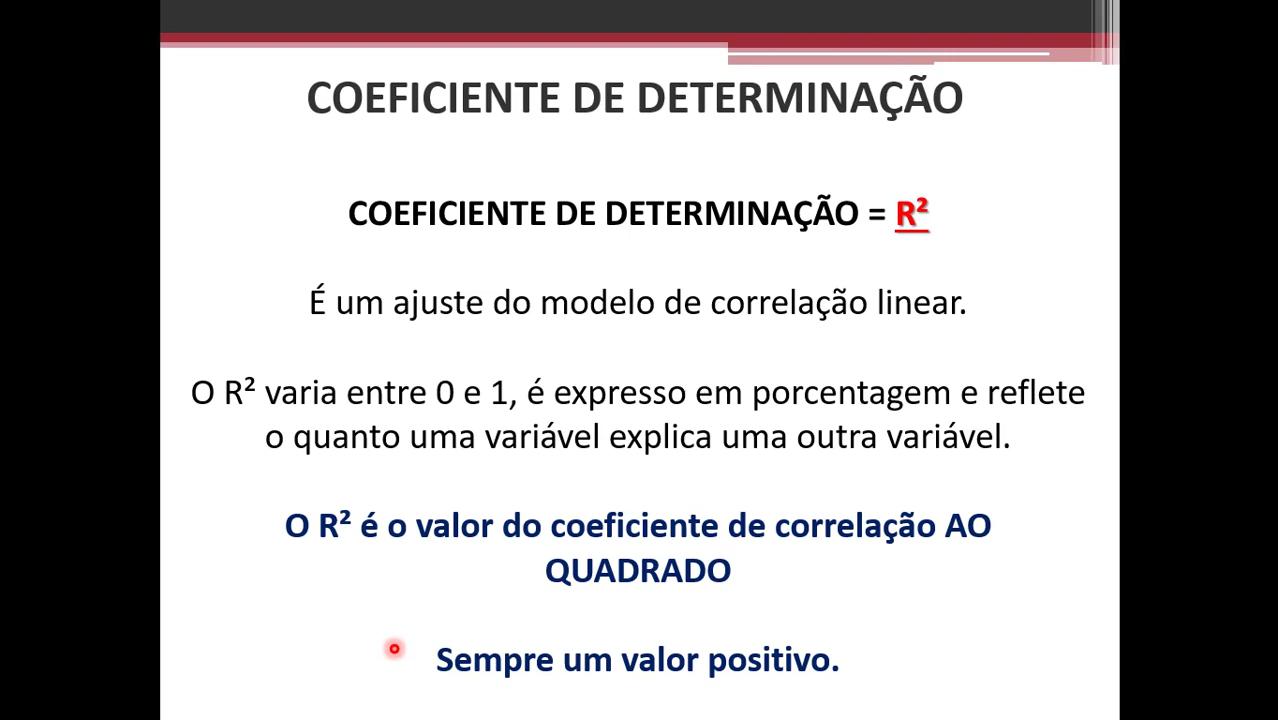 COEFICIENTE DE DETERMINAÇÃO
COEFICIENTE DE DETERMINAÇÃO = R²
É um ajuste do modelo de correlação linear.
O R² varia entre 0 e 1, é expresso em porcentagem e reflete
o quanto uma variável explica uma outra variável.
O R² é o valor do coeficiente de correlação AO
QUADRADO
Sempre um valor positivo.